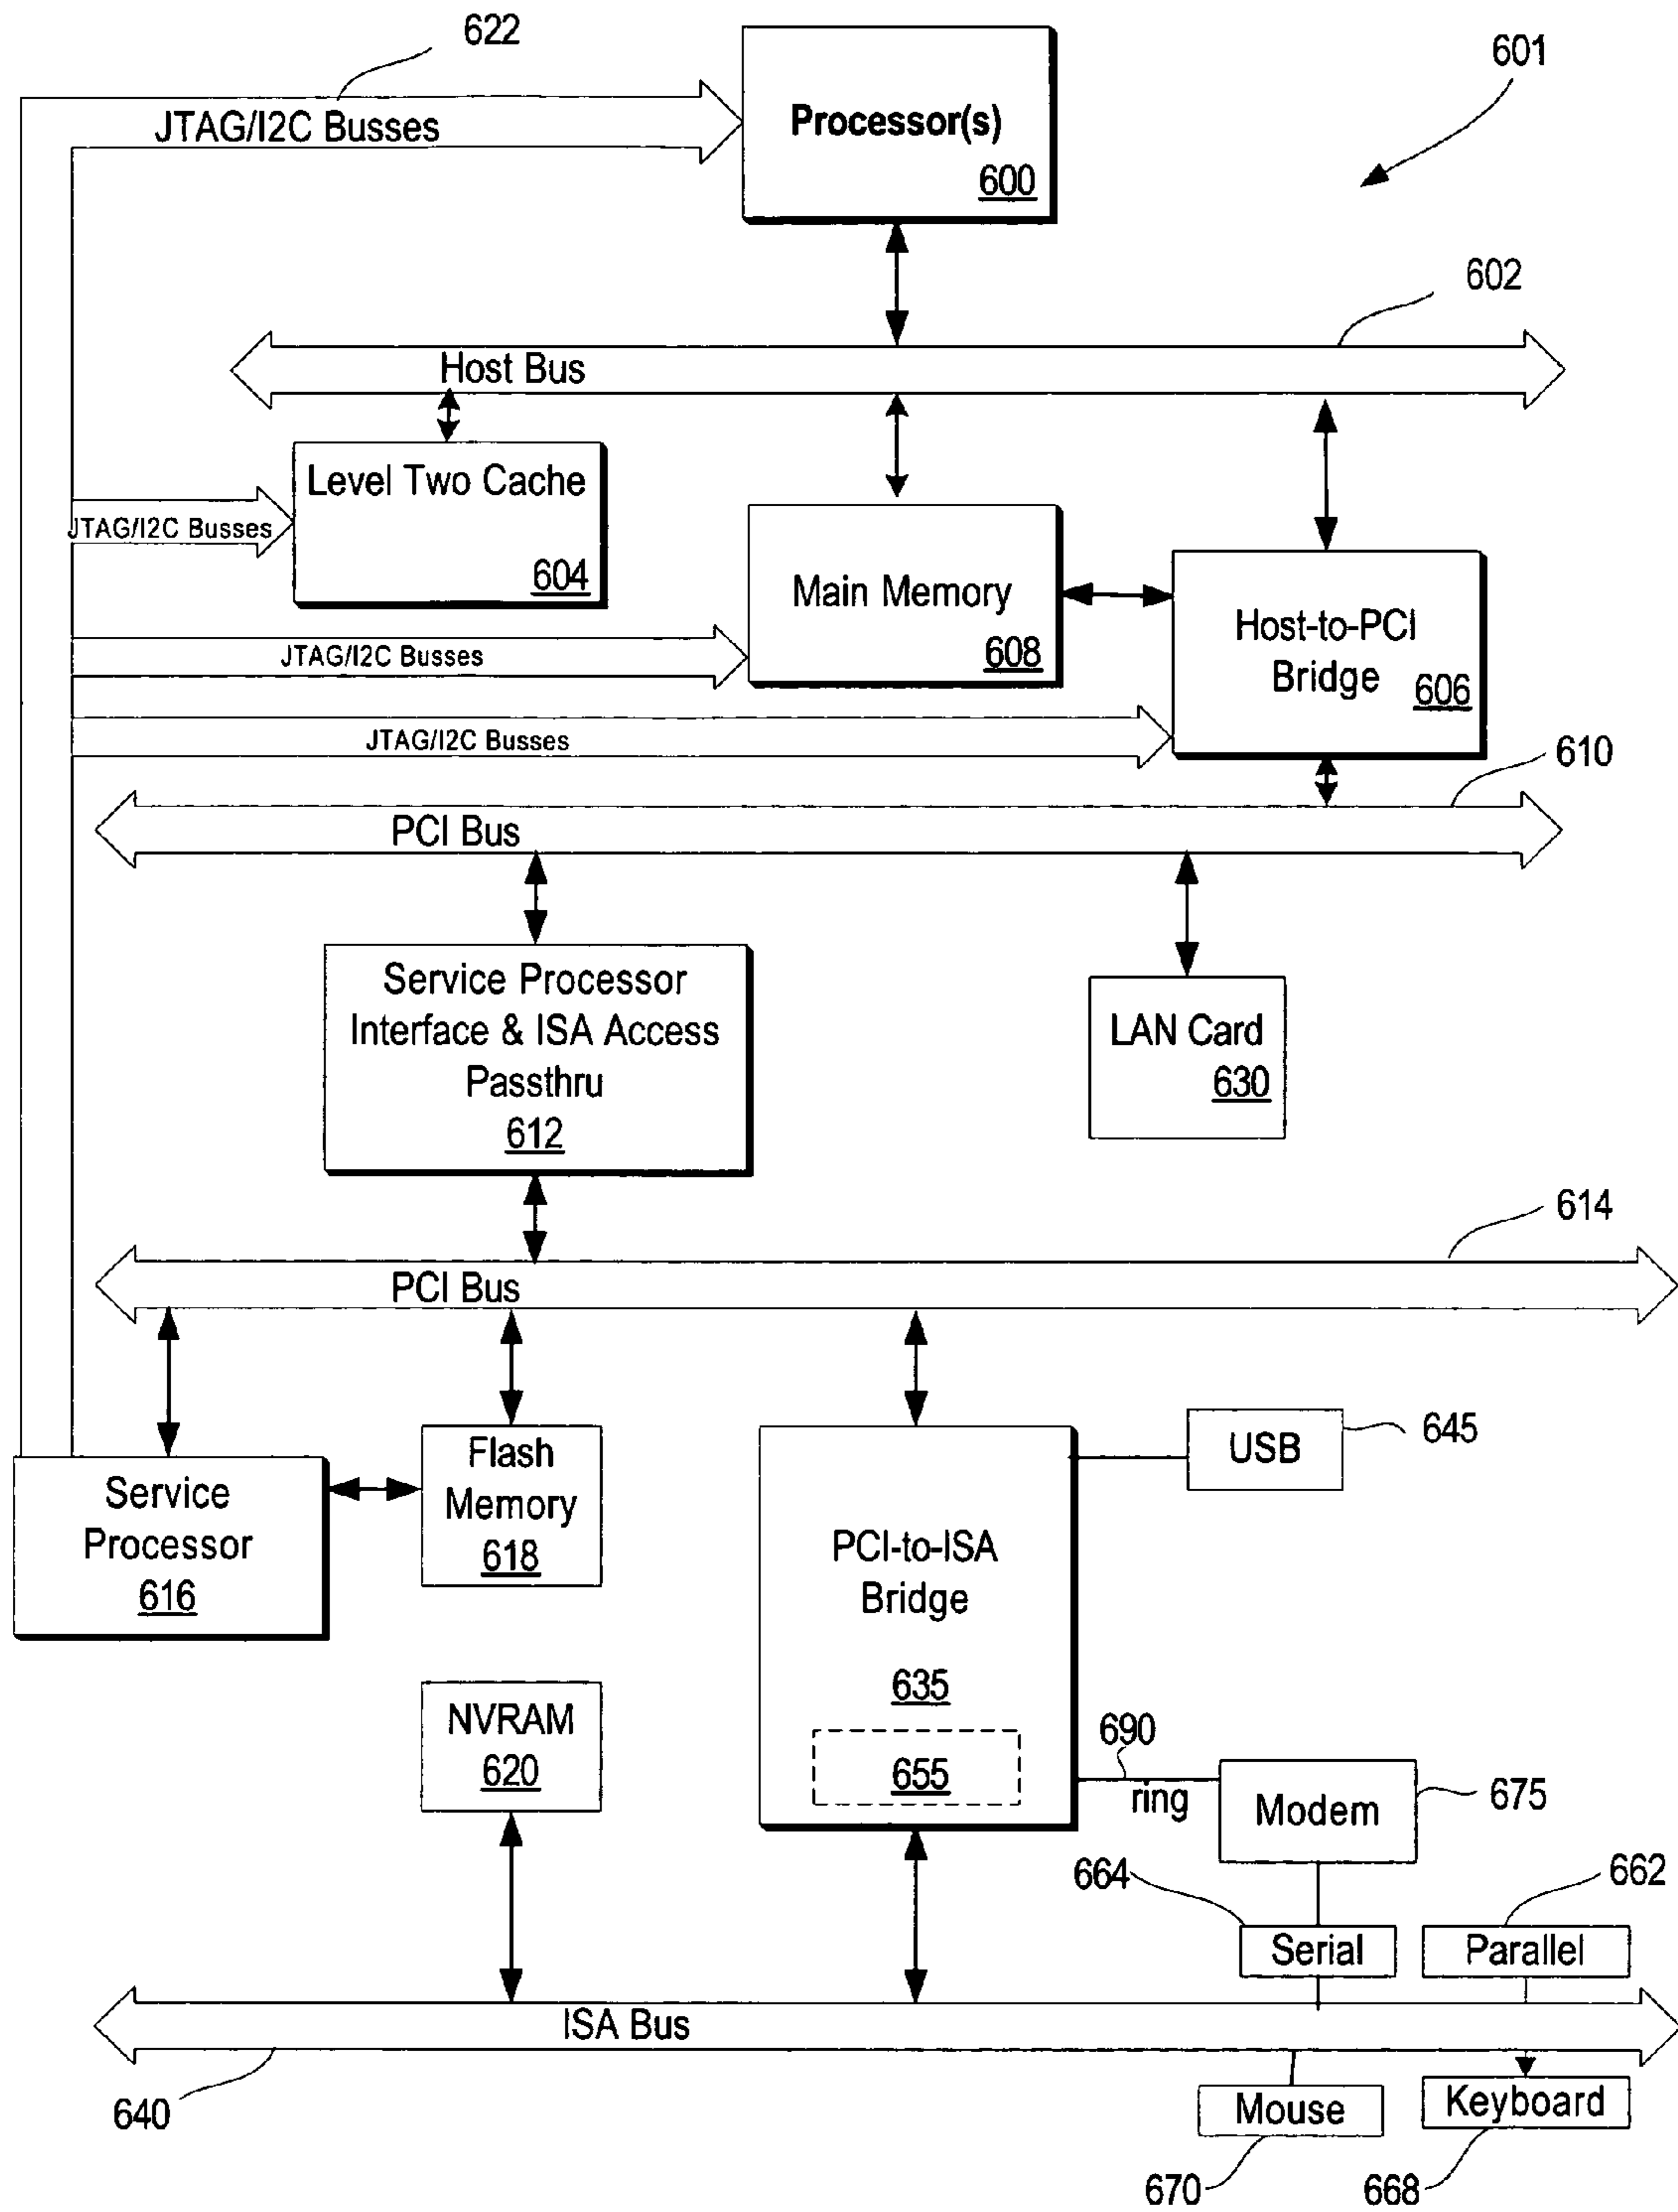 622
601
JTAG/I2C Busses
Processor(s)
600
602
Host Bus
Level Two Cache
604
JTAG/I2C Busses
Main Memory
608
Host-to-PCI
Bridge
606
JTAG/I2C Busses
JTAG/I2C Busses
610
PCI Bus
Service Processor
Interface & ISA Access
Passthru
612
LAN Card
630
614
PCI Bus
Service
Processor
616
Flash
Memory
618
PCI-to-ISA
Bridge
635
655
USB
645
NVRAM
620
690
ring
Modem
675
664
662
Serial
Parallel
ISA Bus
640
Mouse
Keyboard
670
668